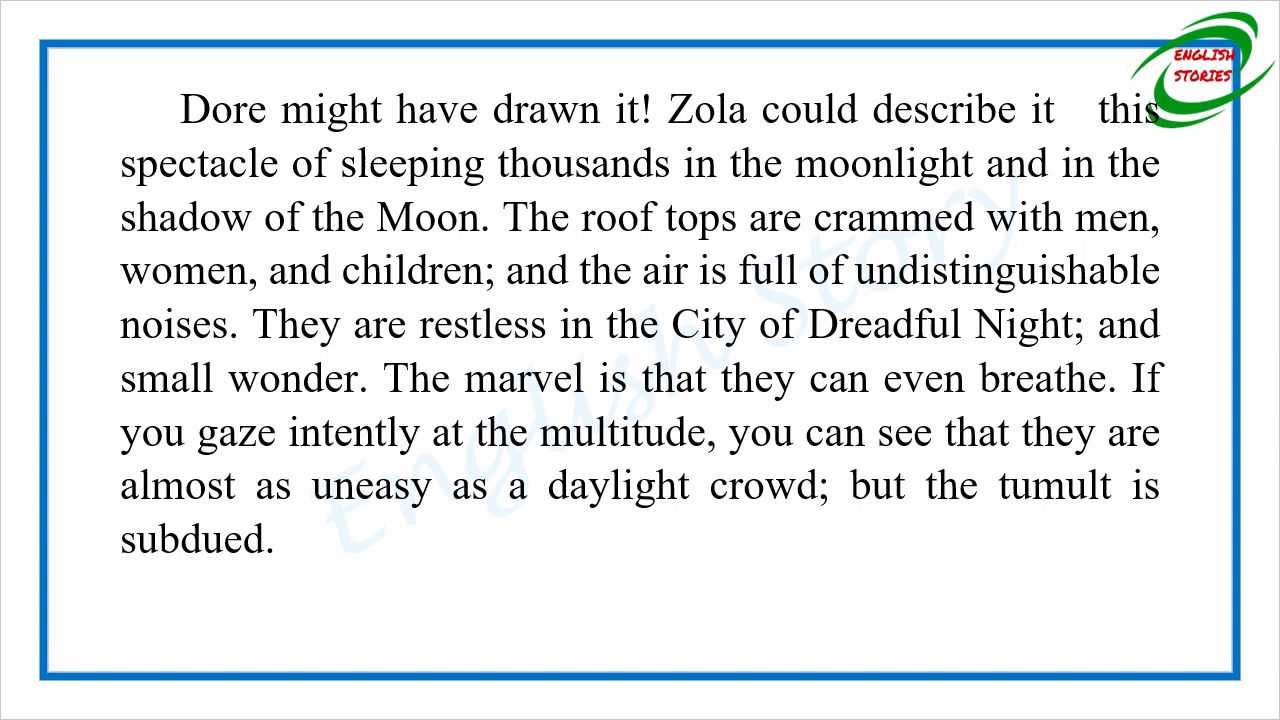 ENGLISH
STORIES
Dore might have drawn it! Zola could describe it this
spectacle of sleeping thousands in the moonlight and in the
shadow of the Moon. The roof tops are crammed with men,
women, and children; and the air is full of undistinguishable
noises. They are restless in the City of Dreadful Night; and
small wonder. The marvel is that they can even breathe. If
you gaze intently at the multitude, you can see that they are
almost as uneasy as a daylight crowd; but the tumult is
subdued.
English Story